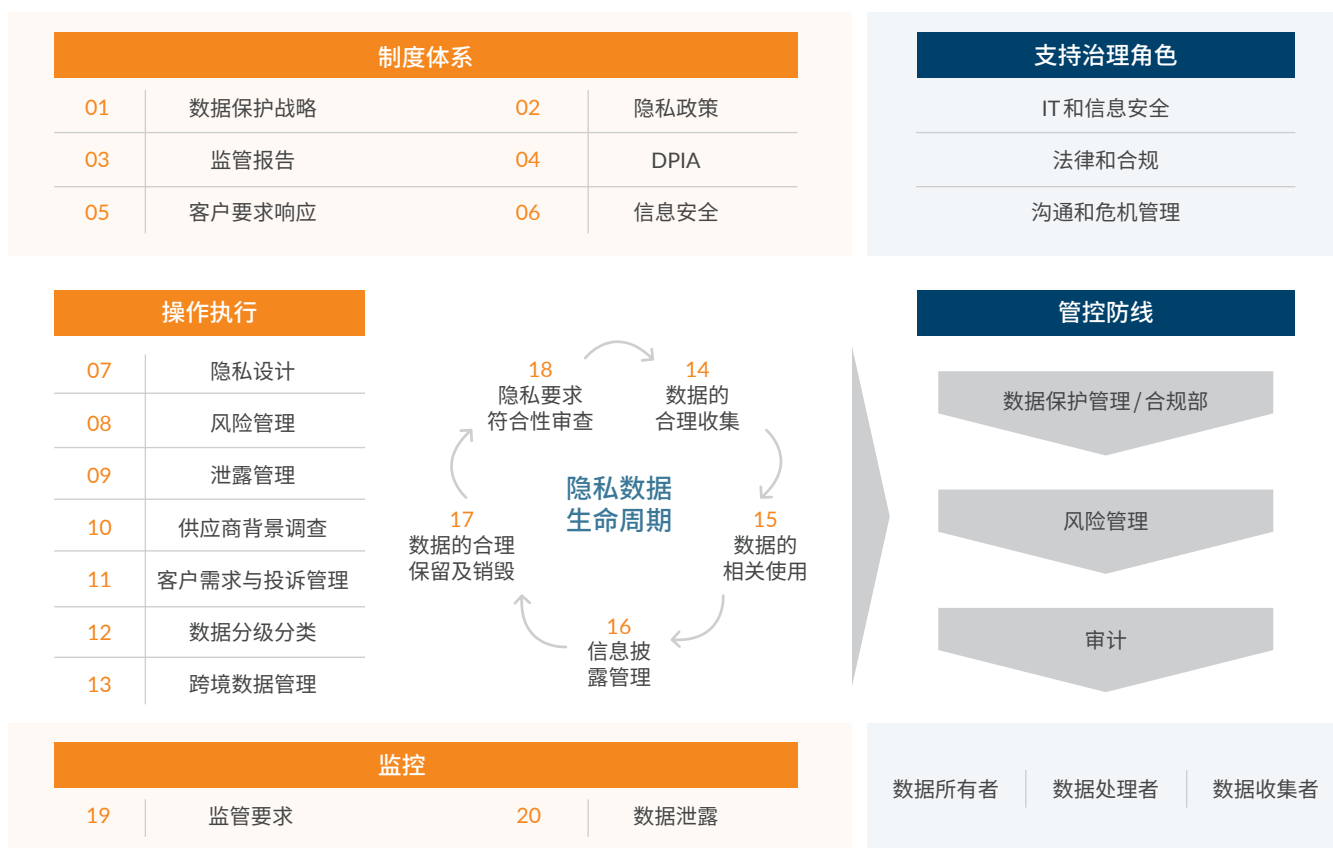 制度体系
01 数据保护战略 02 隐私政策
03 监管报告 04 DPIA
05 客户要求响应 06 信息安全
支持治理角色
IT和信息安全
法律和合规
沟通和危机管理
操作执行
07 隐私设计
08 风险管理
09 泄露管理
10 供应商背景调查
11 客户需求与投诉管理
12 数据分级分类
13 跨境数据管理
隐私数据
生命周期
14
数据的
合理收集
15
数据的
相关使用
16
信息披
露管理
17
数据的合理
保留及销毁
18
隐私要求
符合性审查
管控防线
数据保护管理/合规部
风险管理
审计
监控
19 监管要求 20 数据泄露
数据所有者 数据处理者 数据收集者